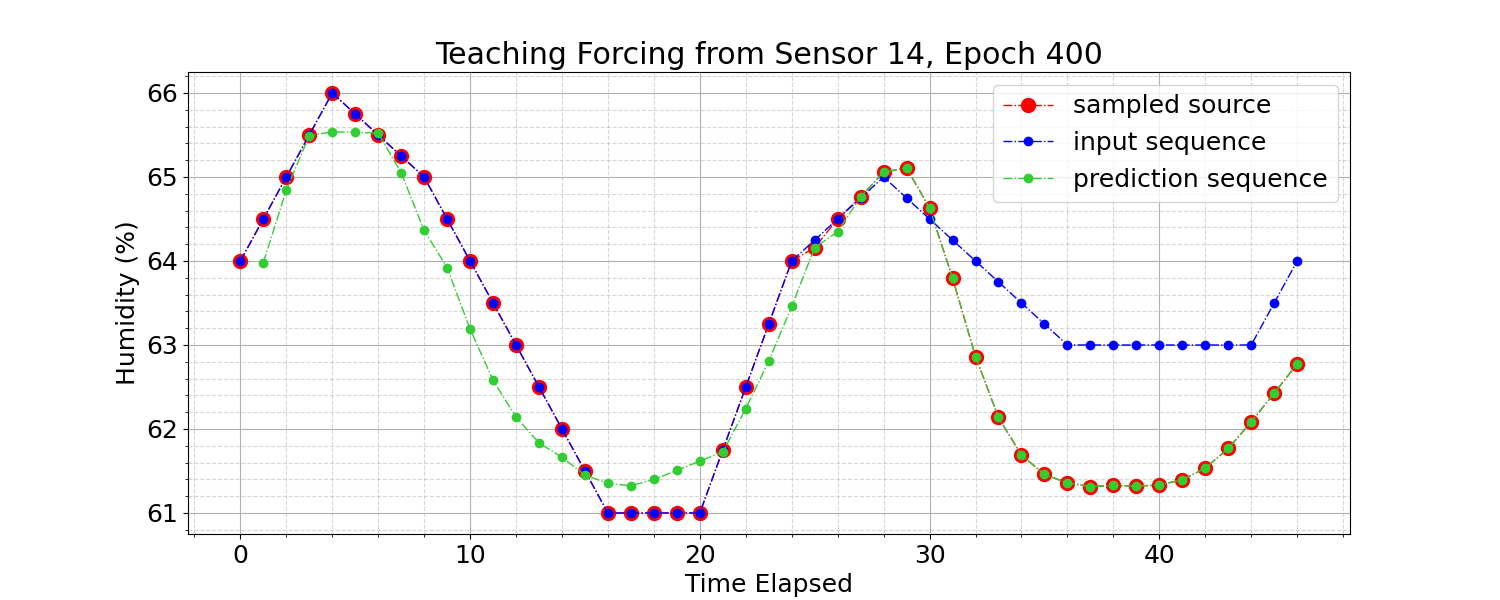 Teaching Forcing from Sensor 14, Epoch 400
66
65
64
63
62
61
Humidity (%)
sampled source
input sequence
prediction sequence
0 10 20 30 40
Time Elapsed